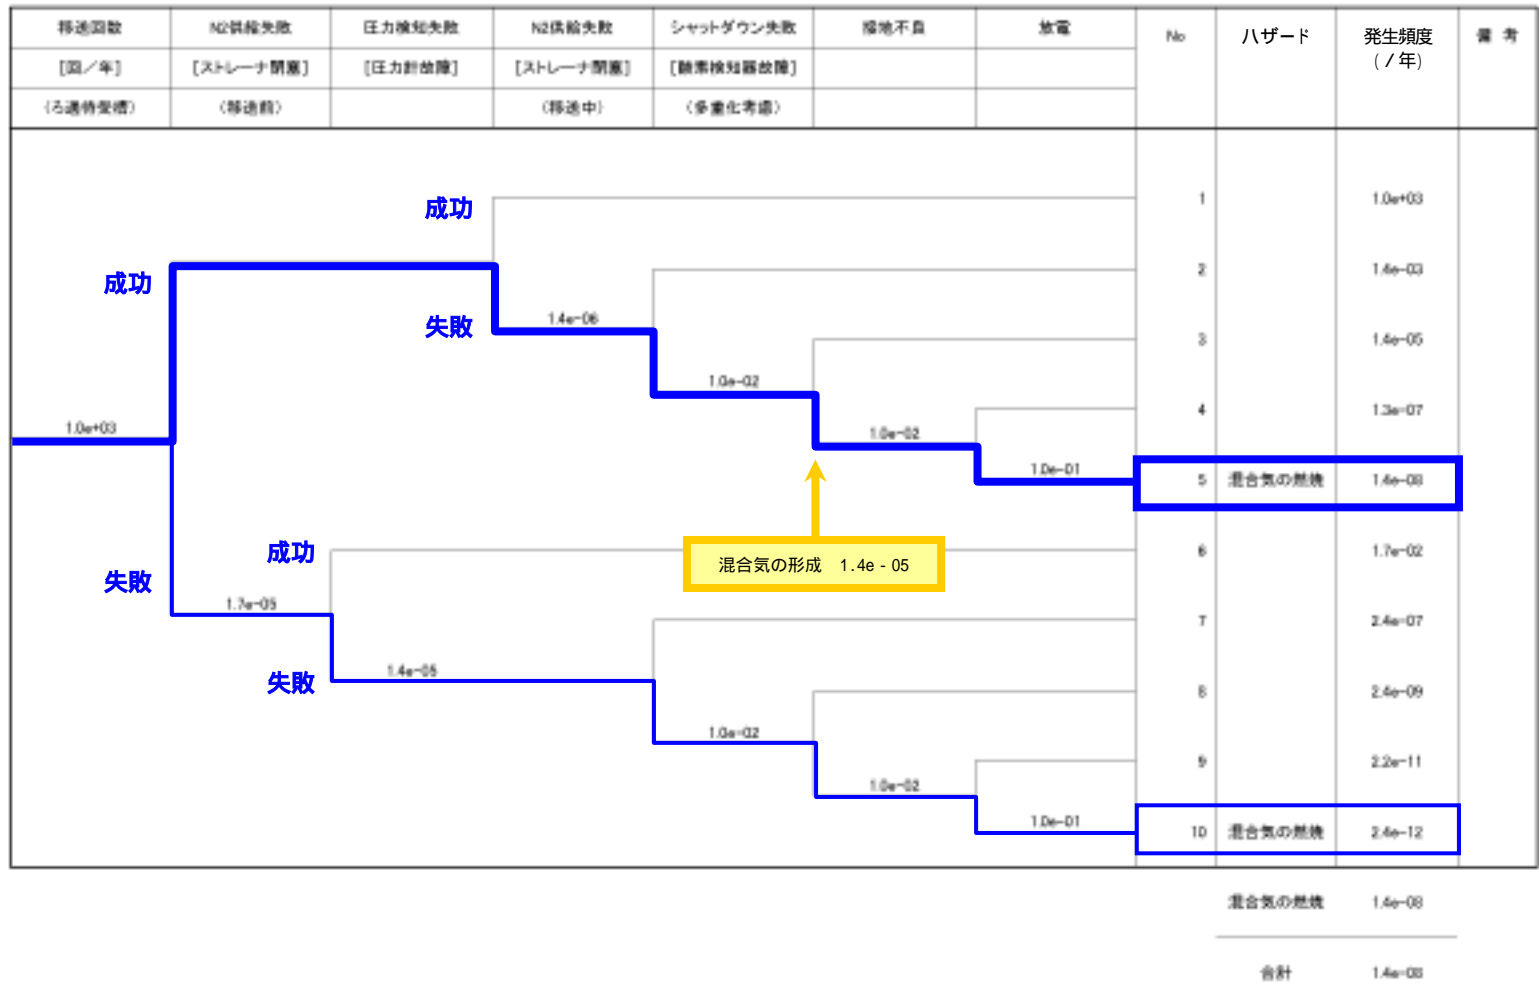 移送回数 N2供給失敗 圧力検知失敗 N2供給失敗 シャットダウン失敗 接地不良 放電 No ハザード 発生頻度 備 考
[回／年] [ストレーナ閉塞] [圧力計故障] [ストレーナ閉塞] [酸素検知器故障] (／年)
(ろ過待受槽) (移送前) (移送中) (多重化考慮)
成功 1 1.0e+03
成功 2 1.4e-03
失敗 1.4e-06 3 1.4e-05
1.0e-02 4 1.3e-07
1.0e+03 1.0e-02
1.0e-01 5 混合気の燃焼 1.4e-08
成功 6 1.7e-02
混合気の形成 1.4e-05
失敗 1.7e-05 7 2.4e-07
失敗 1.4e-05 8 2.4e-09
1.0e-02 9 2.2e-11
1.0e-02
1.0e-01 10 混合気の燃焼 2.4e-12
混合気の燃焼 1.4e-08
合計 1.4e-08